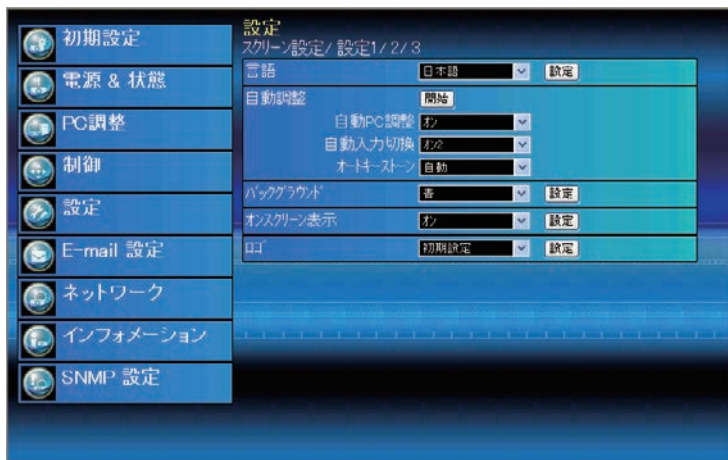 初期設定
電源 & 状態
PC調整
制御
設定
E-mail 設定
ネットワーク
インフォメーション
SNMP 設定
設定
スクリーン設定/ 設定1/ 2/ 3
言語 日本語 設定
自動調整 開始
自動PC調整 オン
自動入力切換 オン2
オートキーストーン 自動
バックグラウンド 青 設定
オンスクリーン表示 オン 設定
ロゴ 初期設定 設定